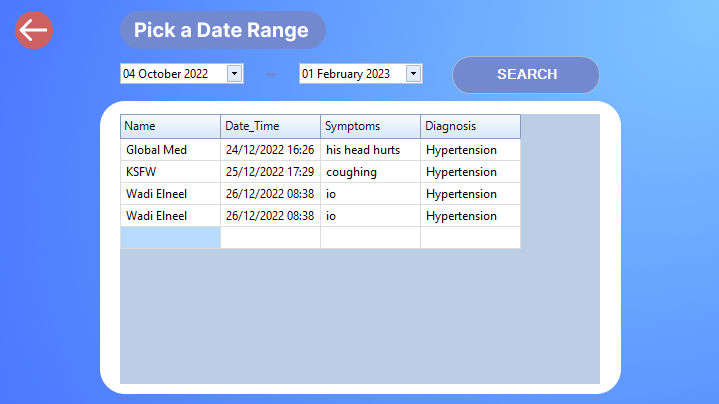 Pick a Date Range
04 October 2022 - 01 February 2023 SEARCH
Name Date_Time Symptoms Diagnosis
Global Med 24/12/2022 16:26 his head hurts Hypertension
KSFW 25/12/2022 17:29 coughing Hypertension
Wadi Elneel 26/12/2022 08:38 io Hypertension
Wadi Elneel 26/12/2022 08:38 io Hypertension